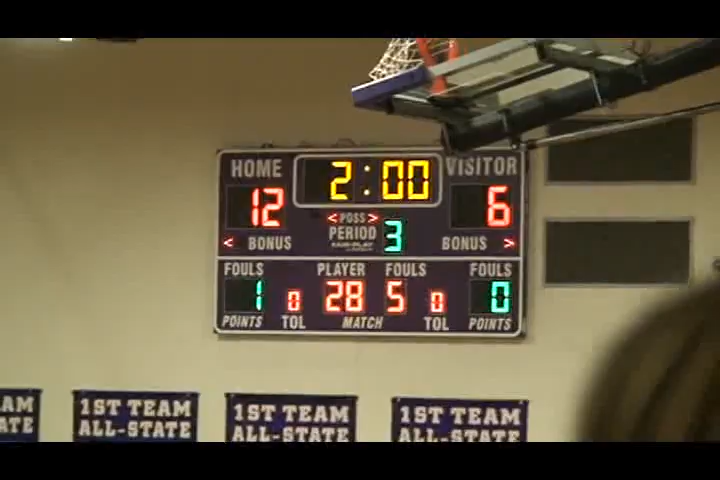 HOME 2:00 VISITOR
12 6
< POSS >
PERIOD 3
FAIR-PLAY
< BONUS BONUS >
FOULS PLAYER FOULS FOULS
1 0 28 5 0 0
POINTS TOL MATCH TOL POINTS
AM 1ST TEAM 1ST TEAM 1ST TEAM
ATE ALL-STATE ALL-STATE ALL-STATE